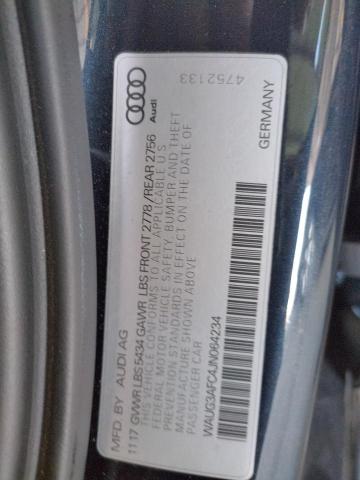 MFD. BY AUDI AG
11 17 GVWR LBS 5434 GAWR LBS FRONT 2778 / REAR 2756
THIS VEHICLE CONFORMS TO ALL APPLICABLE U S
FEDERAL MOTOR VEHICLE SAFETY, BUMPER AND THEFT
PREVENTION STANDARDS IN EFFECT ON THE DATE OF
MANUFACTURE SHOWN ABOVE
PASSENGER CAR
WAUG3AFC4JN064234
GERMANY
Audi
4752133